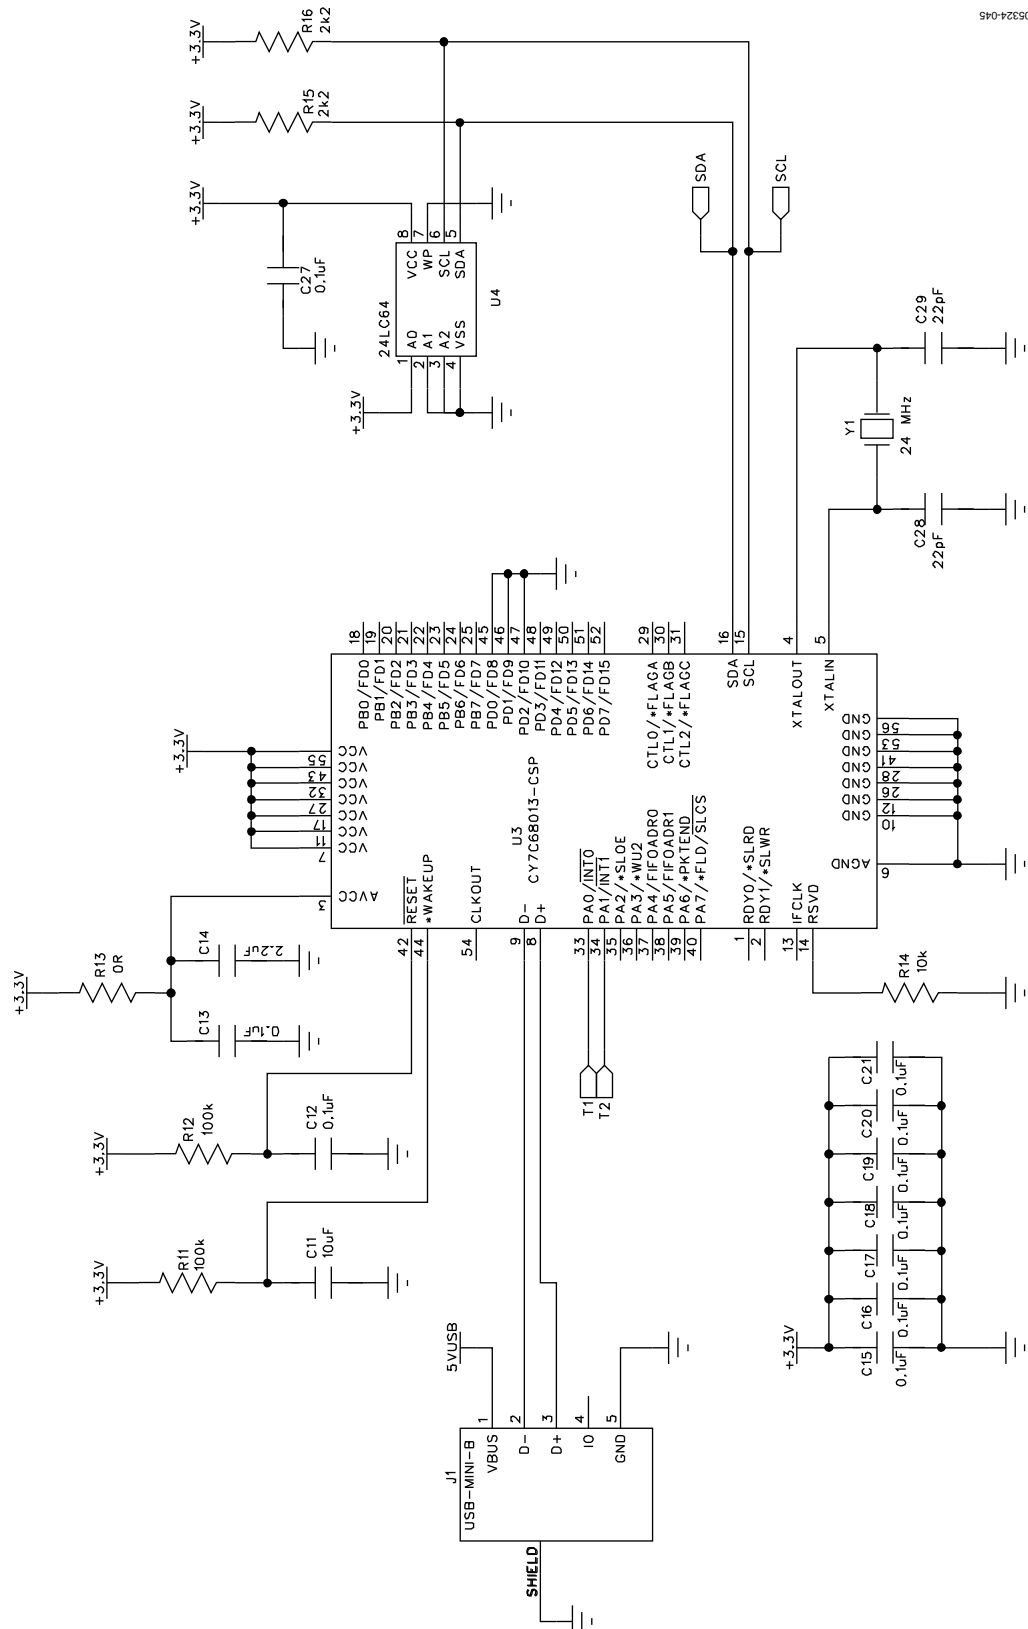 05324-045
+3.3V
R16
2k2
+3.3V
R15
2k2
+3.3V
C27
0.1uF
24LC64
U4
VCC 8
WP 7
SCL 6
SDA 5
A0 1
A1 2
A2 3
VSS 4
+3.3V
SDA
SCL
C29
22pF
Y1
24 MHz
C28
22pF
18 PB0/FD0
19 PB1/FD1
20 PB2/FD2
21 PB3/FD3
22 PB4/FD4
23 PB5/FD5
24 PB6/FD6
25 PB7/FD7
45 PD0/FD8
46 PD1/FD9
47 PD2/FD10
48 PD3/FD11
49 PD4/FD12
50 PD5/FD13
51 PD6/FD14
52 PD7/FD15
29 CTL0/*FLAGA
30 CTL1/*FLAGB
31 CTL2/*FLAGC
16 SDA
15 SCL
4 XTALOUT
5 XTALIN
+3.3V
VCC 55
VCC 43
VCC 32
VCC 27
VCC 17
VCC 11
VCC 7
AVCC 3
U3
CY7C68013-CSP
GND 56
GND 53
GND 41
GND 28
GND 26
GND 12
GND 10
AGND 6
42 RESET
44 *WAKEUP
54 CLKOUT
9 D-
8 D+
33 PA0/INT0
34 PA1/INT1
35 PA2/*SLOE
36 PA3/*WU2
37 PA4/FIFOADR0
38 PA5/FIFOADR1
39 PA6/*PKTEND
40 PA7/*FLD/SLCS
1 RDY0/*SLRD
2 RDY1/*SLWR
13 IFCLK
14 RSVD
+3.3V
R13
0R
C14
2.2uF
C13
0.1uF
R14
10k
T1
T2
+3.3V
R12
100k
C12
0.1uF
+3.3V
R11
100k
C11
10uF
C21
0.1uF
C20
0.1uF
C19
0.1uF
C18
0.1uF
C17
0.1uF
C16
0.1uF
C15
0.1uF
+3.3V
5VUSB
J1
USB-MINI-B
1 VBUS
2 D-
3 D+
4 IO
5 GND
SHIELD